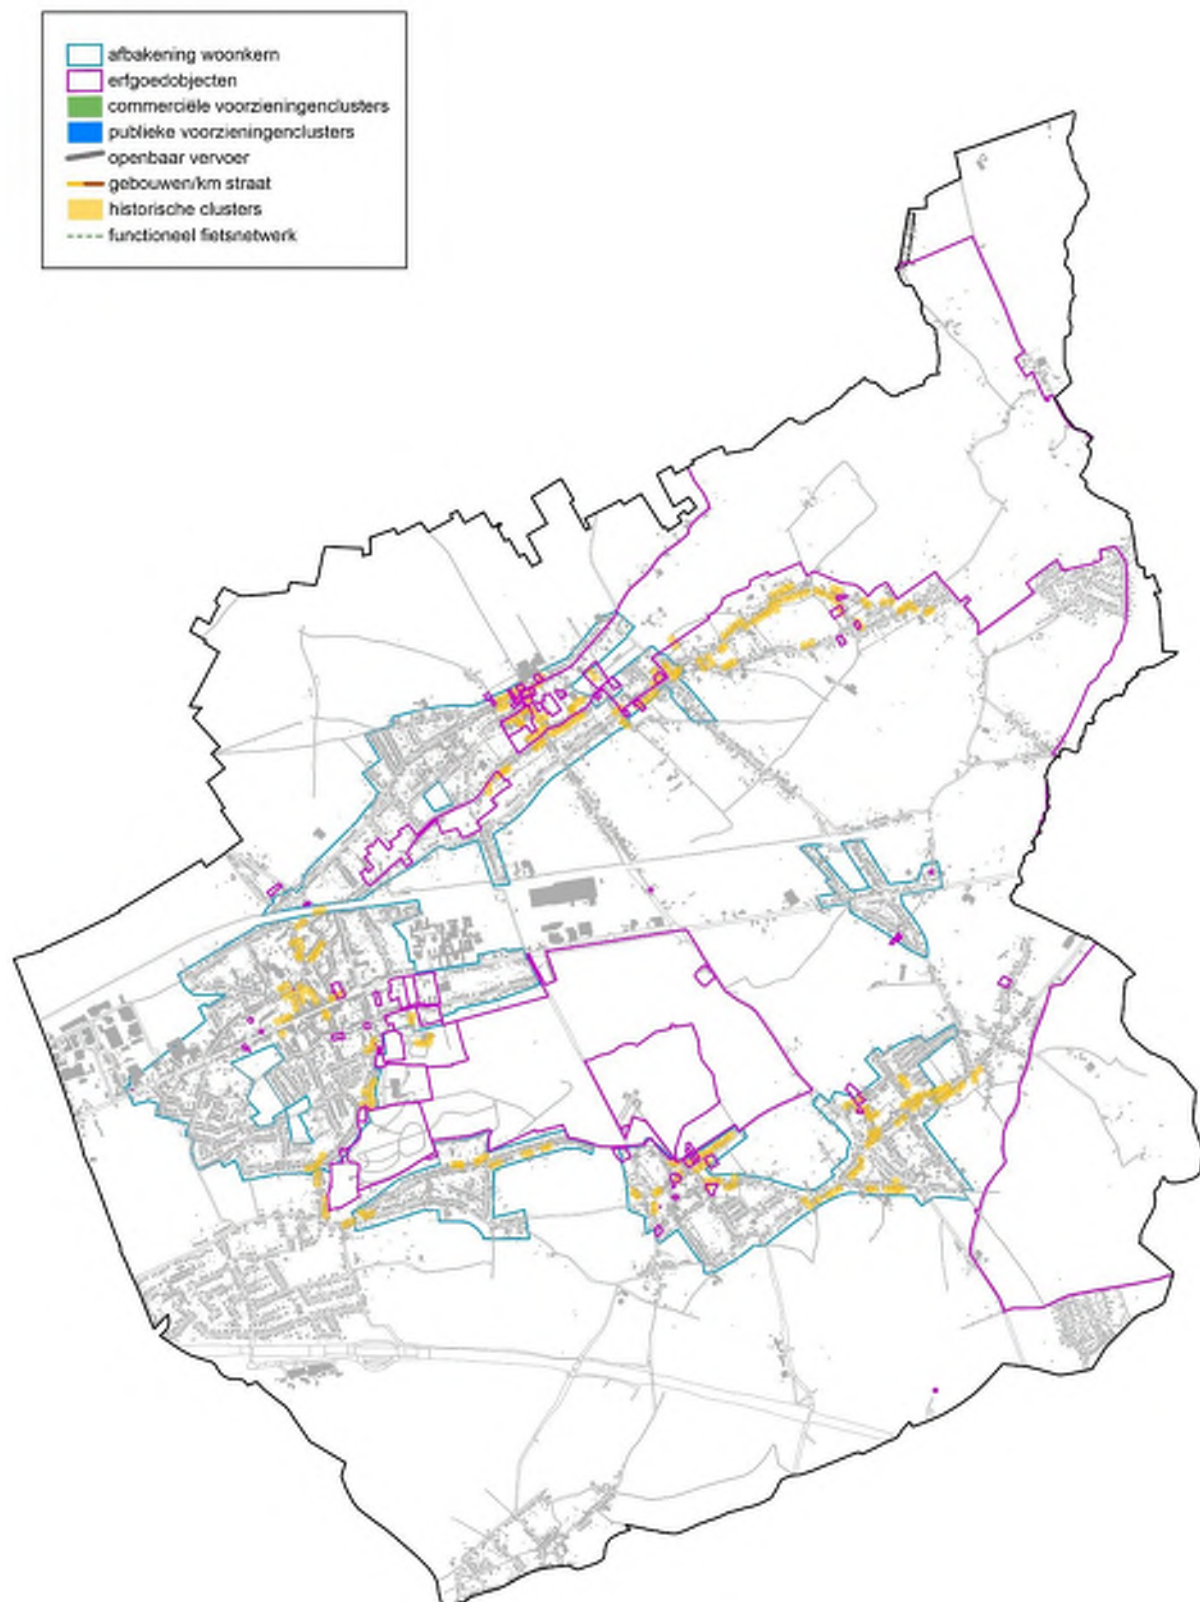 afbakening woonkern
erfgoedobjecten
commerciële voorzieningenclusters
publieke voorzieningenclusters
openbaar vervoer
gebouwen/km straat
historische clusters
functioneel fietsnetwerk